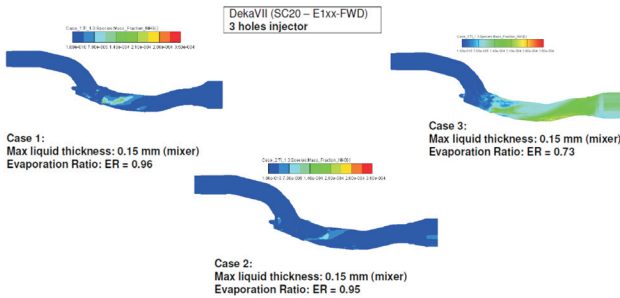 DekaVII (SC20 – E1xx-FWD)
3 holes injector
Case 1:
Max liquid thickness: 0.15 mm (mixer)
Evaporation Ratio: ER = 0.96
Case 3:
Max liquid thickness: 0.15 mm (mixer)
Evaporation Ratio: ER = 0.73
Case 2:
Max liquid thickness: 0.15 mm (mixer)
Evaporation Ratio: ER = 0.95